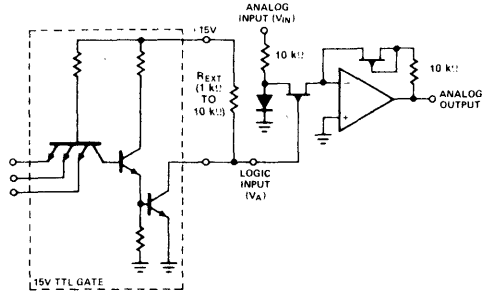 ANALOG
INPUT (VIN)
+15V
10 kΩ
REXT
(1 kΩ
TO
10 kΩ)
10 kΩ
−
+
ANALOG
OUTPUT
LOGIC
INPUT
(VA)
15V TTL GATE